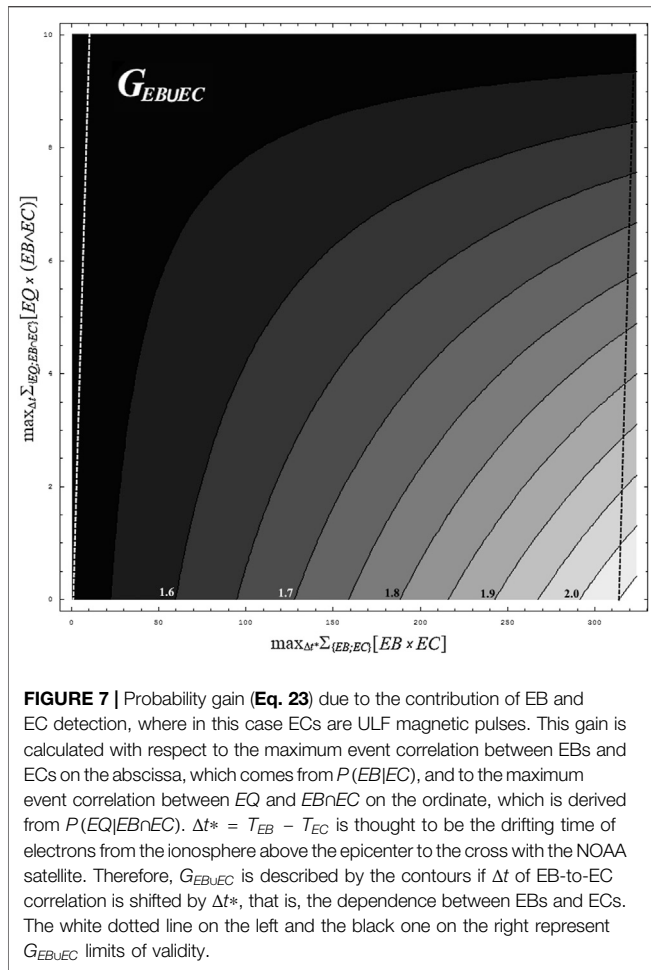 10
8
6
4
2
0
G_{EB∪EC}
max_{Δt}Σ_{{EQ;EB∩EC}}[EQ × (EB∧EC)]
1.6 1.7 1.8 1.9 2.0
0 50 100 150 200 250 300
max_{Δt*}Σ_{{EB;EC}}[EB × EC]
FIGURE 7 | Probability gain (Eq. 23) due to the contribution of EB and
EC detection, where in this case ECs are ULF magnetic pulses. This gain is
calculated with respect to the maximum event correlation between EBs and
ECs on the abscissa, which comes from P(EB|EC), and to the maximum
event correlation between EQ and EB∩EC on the ordinate, which is derived
from P(EQ|EB∩EC). Δt* = T_{EB} – T_{EC} is thought to be the drifting time of
electrons from the ionosphere above the epicenter to the cross with the NOAA
satellite. Therefore, G_{EB∪EC} is described by the contours if Δt of EB-to-EC
correlation is shifted by Δt*, that is, the dependence between EBs and ECs.
The white dotted line on the left and the black one on the right represent
G_{EB∪EC} limits of validity.